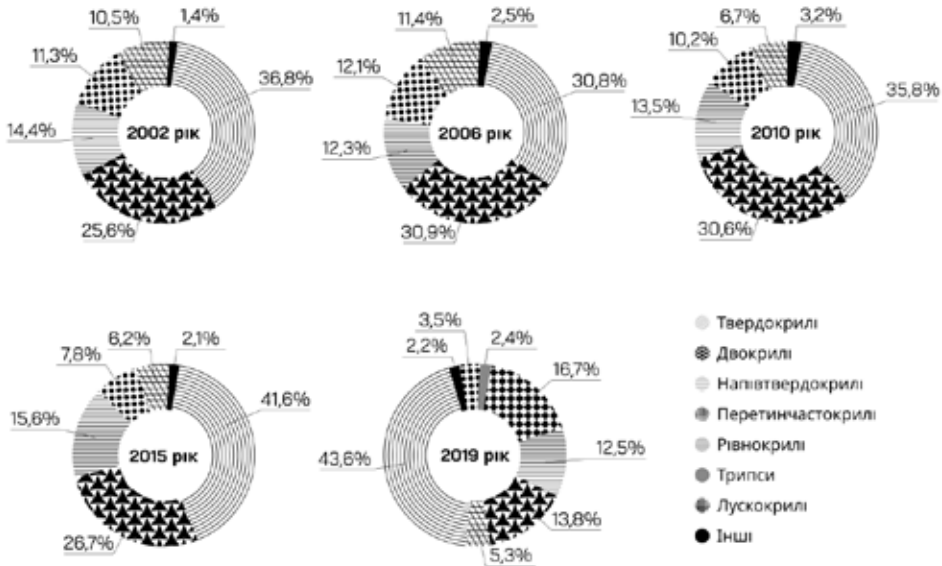 10,5% 1,4%
11,3% 36,8%
14,4% 2002 рік
25,6%
11,4% 2,5%
12,1% 30,8%
12,3% 2006 рік
30,9%
6,7% 3,2%
10,2% 35,8%
13,5% 2010 рік
30,6%
6,2% 2,1%
7,8% 41,6%
15,6% 2015 рік
26,7%
3,5% 2,4%
2,2% 16,7%
43,6% 2019 рік 12,5%
13,8%
5,3%
Твердокрилі
Двокрилі
Напівтвердокрилі
Перетинчастокрилі
Рівнокрилі
Трипси
Лускокрилі
Інші